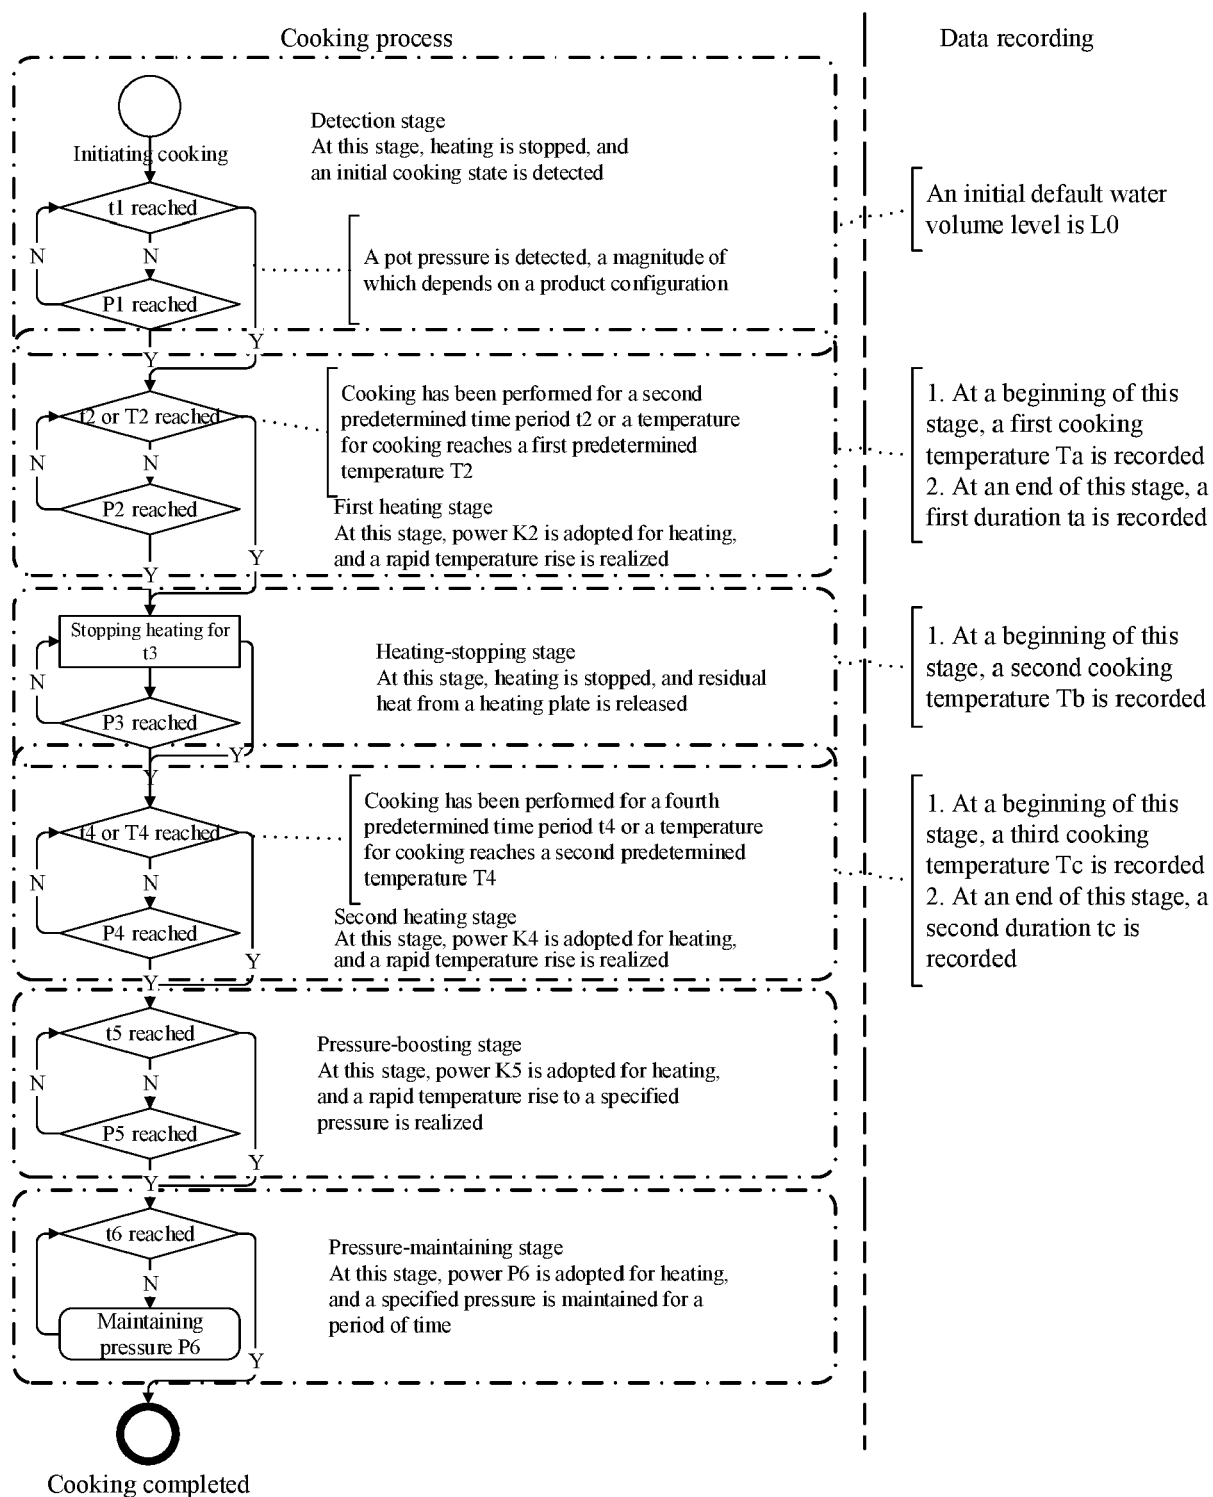 Cooking process
Data recording
Initiating cooking
Detection stage
At this stage, heating is stopped, and
an initial cooking state is detected
t1 reached
N
N
P1 reached
Y
Y
A pot pressure is detected, a magnitude of
which depends on a product configuration
An initial default water
volume level is L0
t2 or T2 reached
N
N
P2 reached
Y
Y
Cooking has been performed for a second
predetermined time period t2 or a temperature
for cooking reaches a first predetermined
temperature T2
First heating stage
At this stage, power K2 is adopted for heating,
and a rapid temperature rise is realized
1. At a beginning of this
stage, a first cooking
temperature Ta is recorded
2. At an end of this stage, a
first duration ta is recorded
Stopping heating for
t3
N
P3 reached
Y
Y
Heating-stopping stage
At this stage, heating is stopped, and residual
heat from a heating plate is released
1. At a beginning of this
stage, a second cooking
temperature Tb is recorded
t4 or T4 reached
N
N
P4 reached
Y
Y
Cooking has been performed for a fourth
predetermined time period t4 or a temperature
for cooking reaches a second predetermined
temperature T4
Second heating stage
At this stage, power K4 is adopted for heating,
and a rapid temperature rise is realized
1. At a beginning of this
stage, a third cooking
temperature Tc is recorded
2. At an end of this stage, a
second duration tc is
recorded
t5 reached
N
N
P5 reached
Y
Y
Pressure-boosting stage
At this stage, power K5 is adopted for heating,
and a rapid temperature rise to a specified
pressure is realized
t6 reached
N
Maintaining
pressure P6
Y
Pressure-maintaining stage
At this stage, power P6 is adopted for heating,
and a specified pressure is maintained for a
period of time
Cooking completed